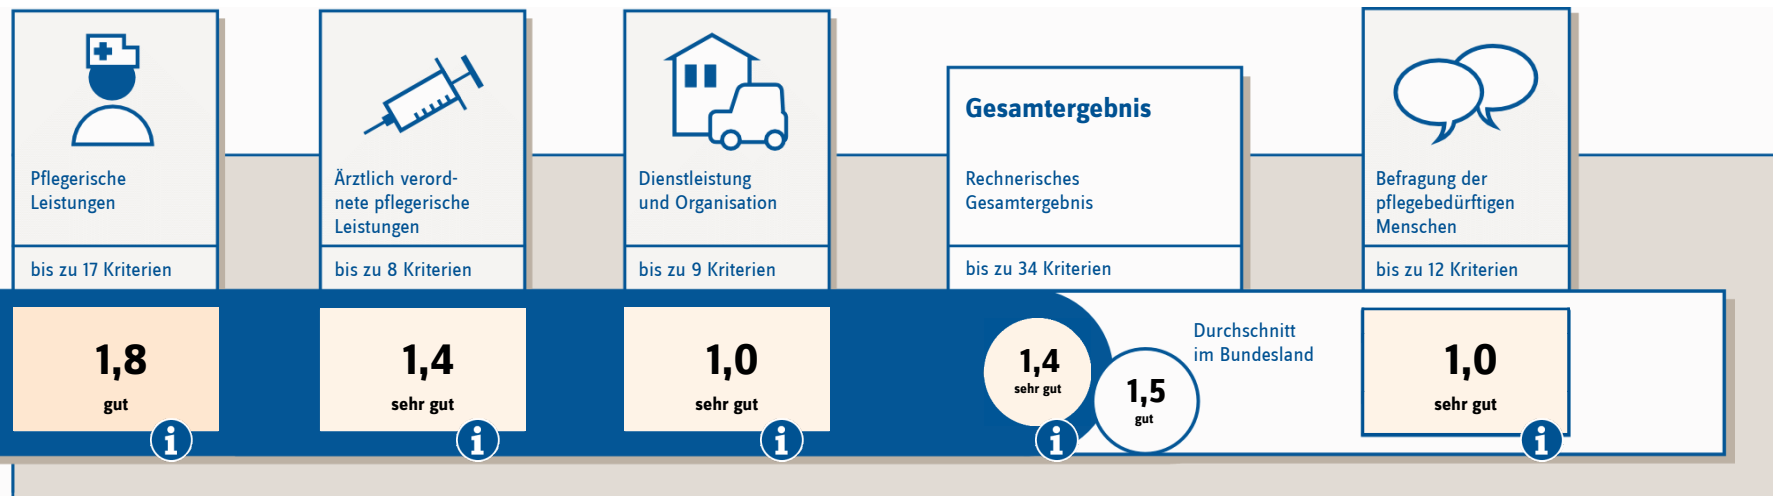 Pflegerische
Leistungen
bis zu 17 Kriterien
1,8
gut
i
Ärztlich verord-
nete pflegerische
Leistungen
bis zu 8 Kriterien
1,4
sehr gut
i
Dienstleistung
und Organisation
bis zu 9 Kriterien
1,0
sehr gut
i
Gesamtergebnis
Rechnerisches
Gesamtergebnis
bis zu 34 Kriterien
1,4
sehr gut
i
1,5
gut
Durchschnitt
im Bundesland
Befragung der
pflegebedürftigen
Menschen
bis zu 12 Kriterien
1,0
sehr gut
i